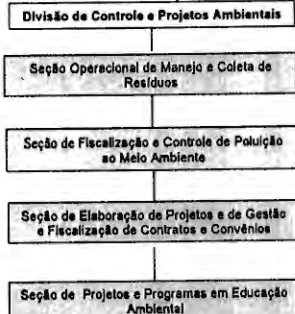 Divisão de Controle e Projetos Ambientais
Seção Operacional de Manejo e Coleta de
Resíduos
Seção de Fiscalização e Controle de Poluição
ao Meio Ambiente
Seção de Elaboração de Projetos e de Gestão
e Fiscalização de Contratos e Convênios
Seção de Projetos e Programas em Educação
Ambiental